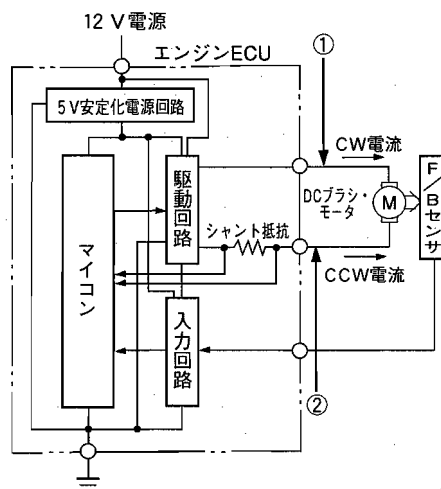 12 V電源
エンジンECU
①
5V安定化電源回路
CW電流
F/Bセンサ
駆動回路
DCブラシ・
モータ
M
シャント抵抗
マイコン
CCW電流
入力回路
②